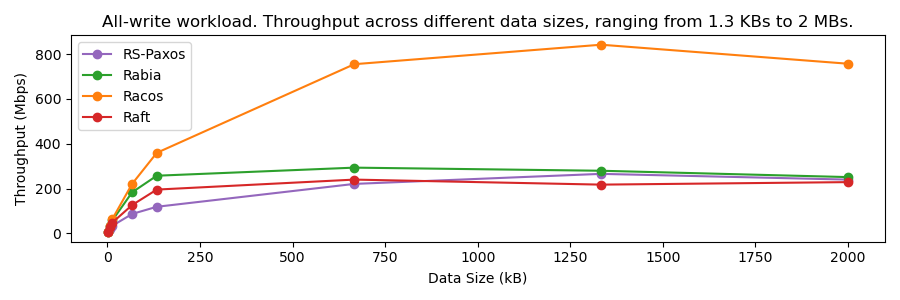 All-write workload. Throughput across different data sizes, ranging from 1.3 KBs to 2 MBs.
Throughput (Mbps)
800
600
400
200
0
RS-Paxos
Rabia
Racos
Raft
0 250 500 750 1000 1250 1500 1750 2000
Data Size (kB)